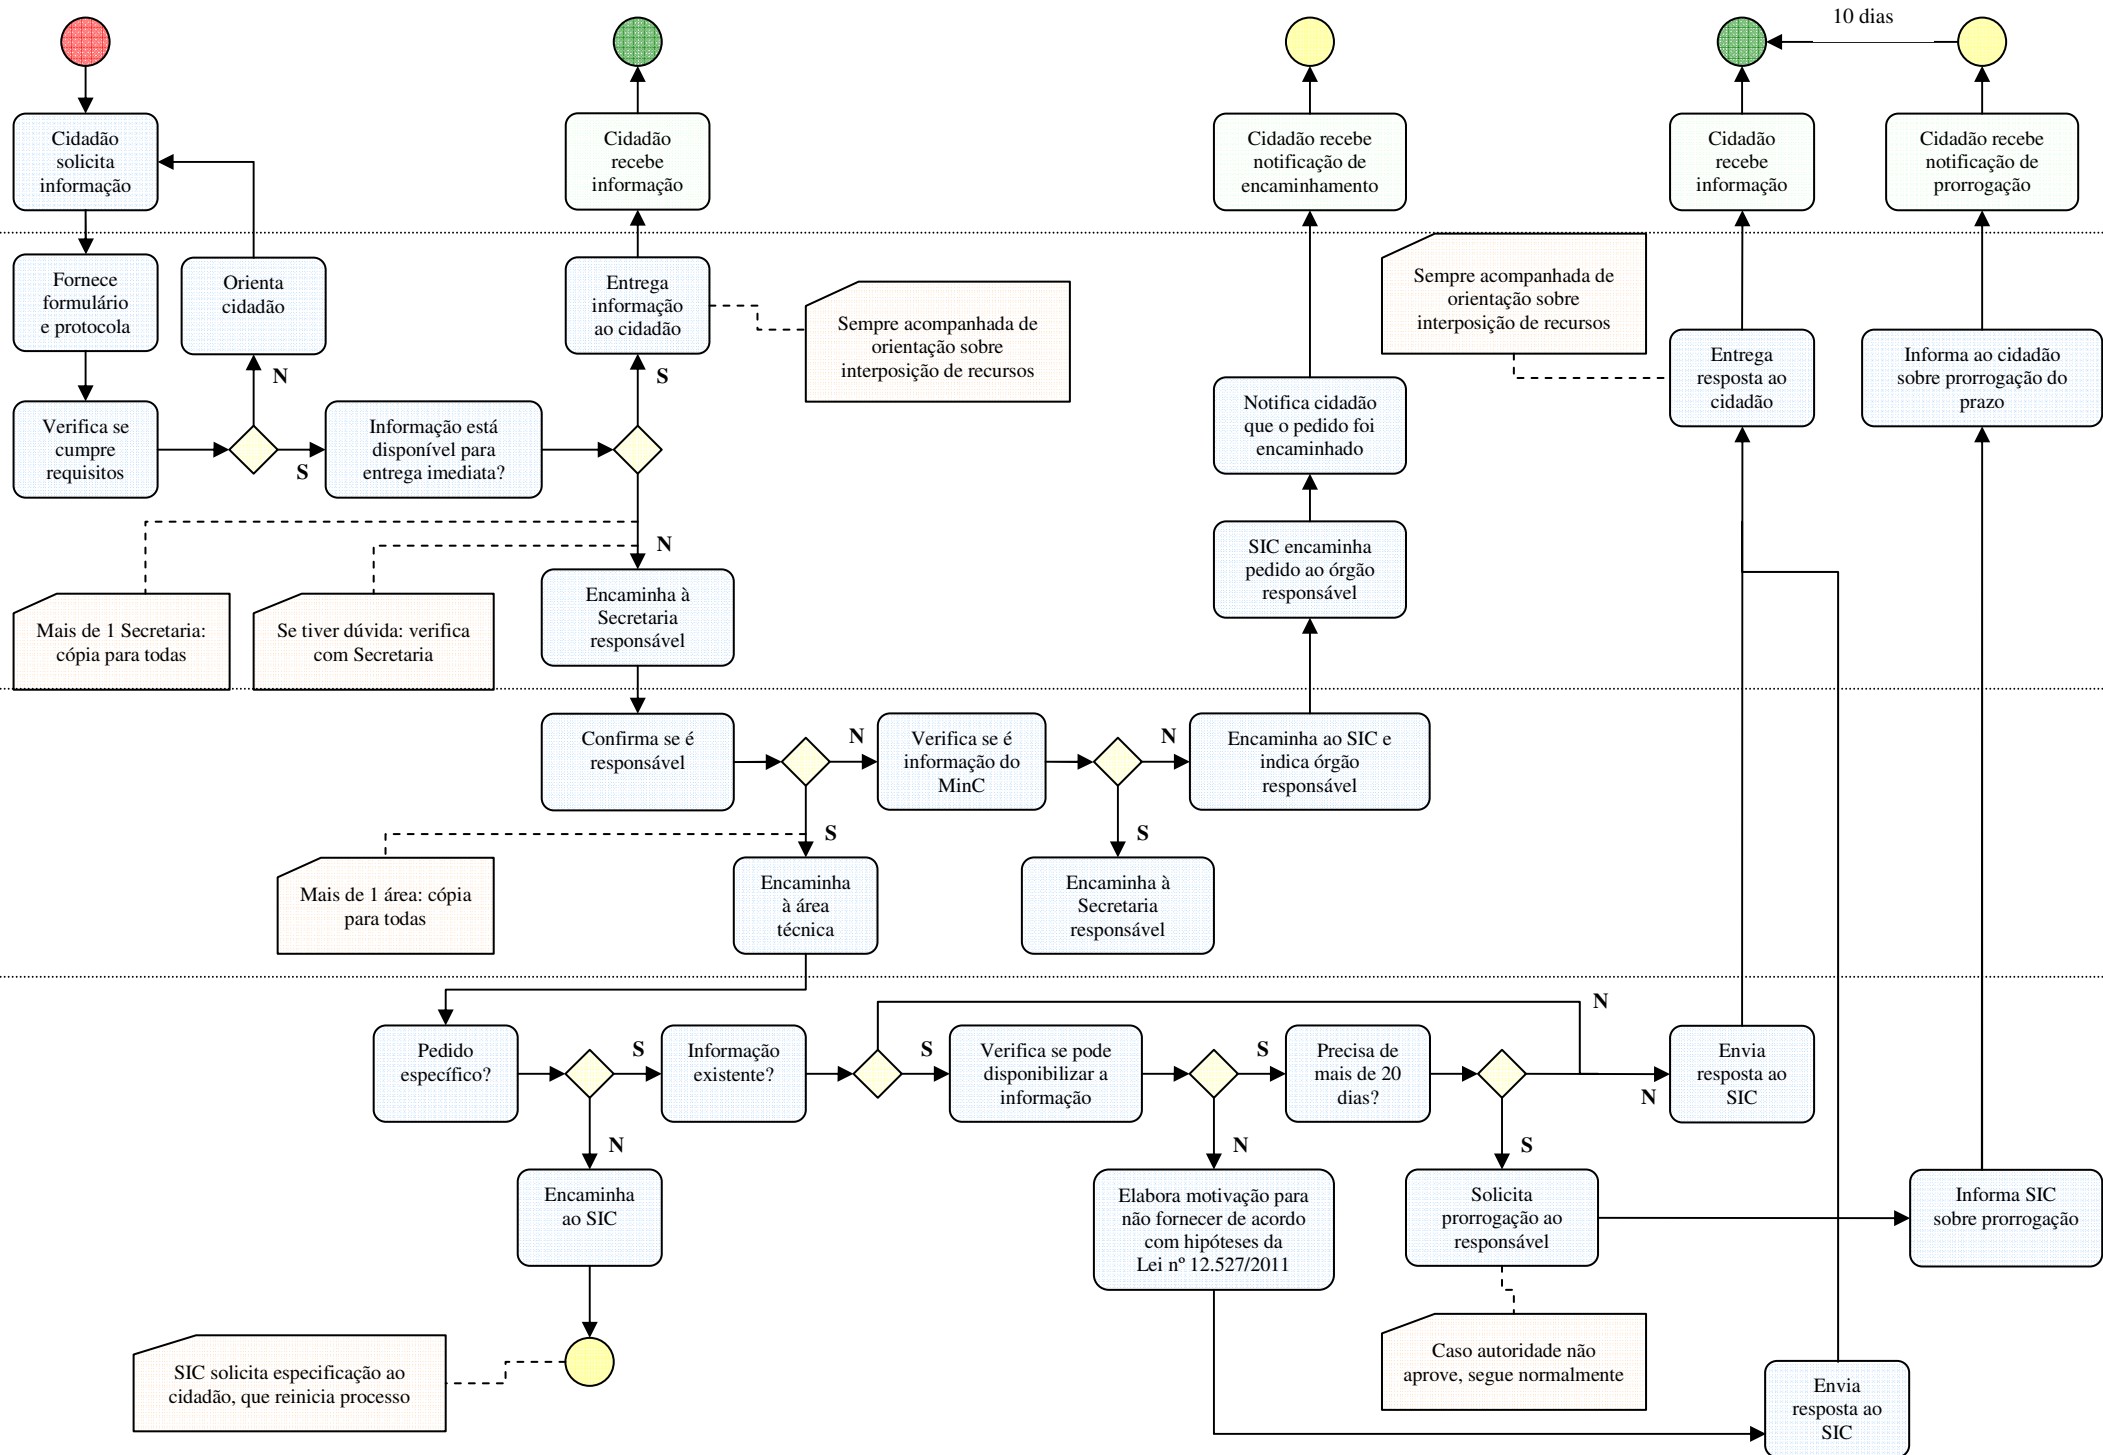 10 dias
Cidadão
solicita
informação
Cidadão
recebe
informação
Cidadão recebe
notificação de
encaminhamento
Cidadão
recebe
informação
Cidadão recebe
notificação de
prorrogação
Fornece
formulário
e protocola
Orienta
cidadão
Entrega
informação
ao cidadão
Sempre acompanhada de
orientação sobre
interposição de recursos
Sempre acompanhada de
orientação sobre
interposição de recursos
Entrega
resposta ao
cidadão
Informa ao cidadão
sobre prorrogação do
prazo
N
S
Verifica se
cumpre
requisitos
S
Informação está
disponível para
entrega imediata?
Notifica cidadão
que o pedido foi
encaminhado
N
SIC encaminha
pedido ao órgão
responsável
Mais de 1 Secretaria:
cópia para todas
Se tiver dúvida: verifica
com Secretaria
Encaminha à
Secretaria
responsável
Confirma se é
responsável
N
Verifica se é
informação do
MinC
N
Encaminha ao SIC e
indica órgão
responsável
S
S
Mais de 1 área: cópia
para todas
Encaminha
à área
técnica
Encaminha à
Secretaria
responsável
N
Pedido
específico?
S
Informação
existente?
S
Verifica se pode
disponibilizar a
informação
S
Precisa de
mais de 20
dias?
N
Envia
resposta ao
SIC
N
N
S
Encaminha
ao SIC
Elabora motivação para
não fornecer de acordo
com hipóteses da
Lei nº 12.527/2011
Solicita
prorrogação ao
responsável
Informa SIC
sobre prorrogação
SIC solicita especificação ao
cidadão, que reinicia processo
Caso autoridade não
aprove, segue normalmente
Envia
resposta ao
SIC